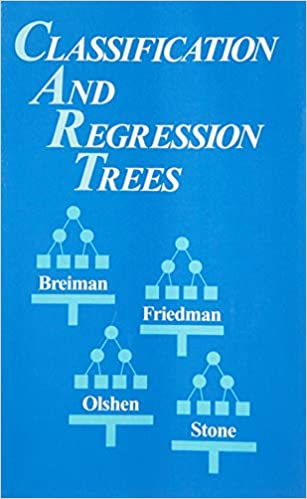 CLASSIFICATION
AND
REGRESSION
TREES
Breiman
Friedman
Olshen
Stone